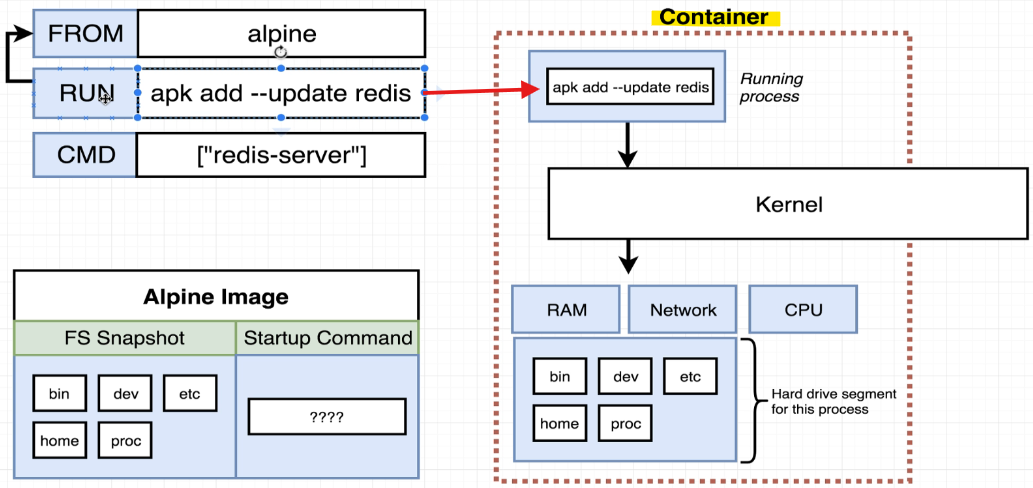 Container
FROM alpine
RUN apk add --update redis
CMD ["redis-server"]
apk add --update redis
Running
process
Kernel
RAM Network CPU
bin dev etc
home proc
Hard drive segment
for this process
Alpine Image
FS Snapshot Startup Command
bin dev etc
home proc
????